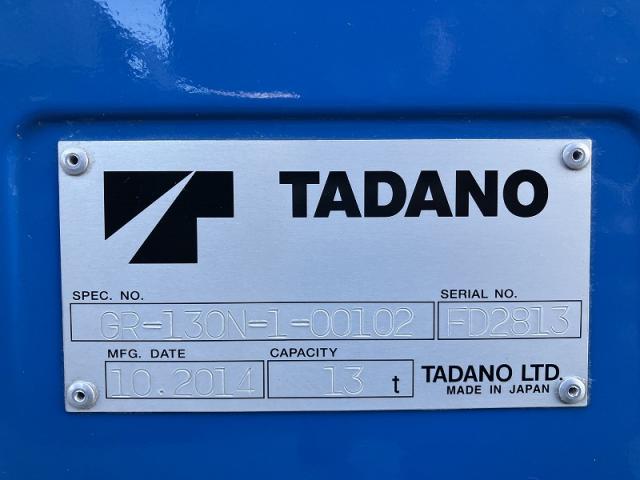 TADANO
SPEC. NO.
GR-130N-1-00102
SERIAL NO.
FD2813
MFG. DATE
10.2014
CAPACITY
13 t
TADANO LTD.
MADE IN JAPAN